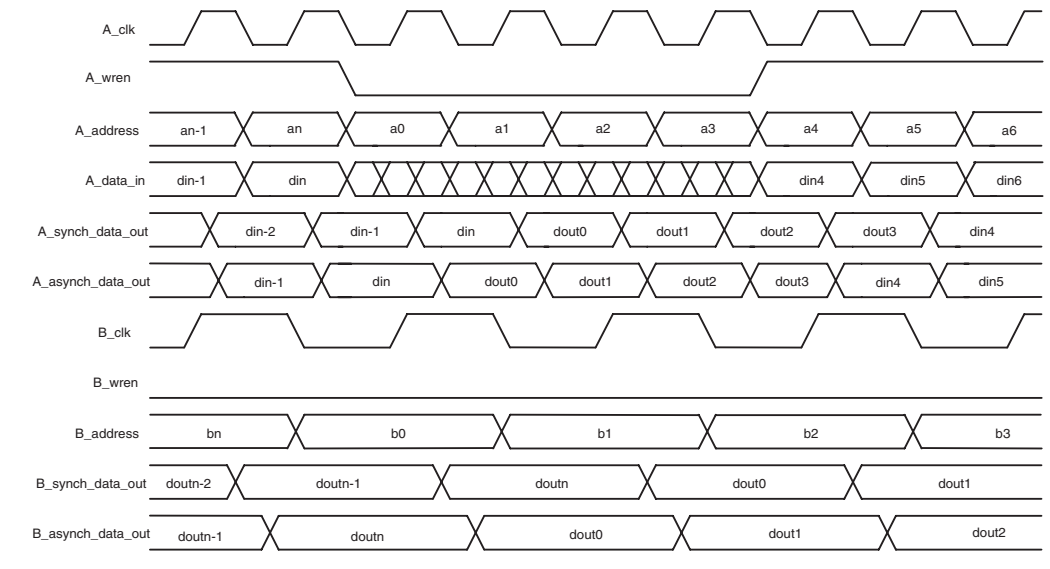 A_clk
A_wren
A_address an-1 an a0 a1 a2 a3 a4 a5 a6
A_data_in din-1 din din4 din5 din6
A_synch_data_out din-2 din-1 din dout0 dout1 dout2 dout3 din4
A_asynch_data_out din-1 din dout0 dout1 dout2 dout3 din4 din5
B_clk
B_wren
B_address bn b0 b1 b2 b3
B_synch_data_out doutn-2 doutn-1 doutn dout0 dout1
B_asynch_data_out doutn-1 doutn dout0 dout1 dout2